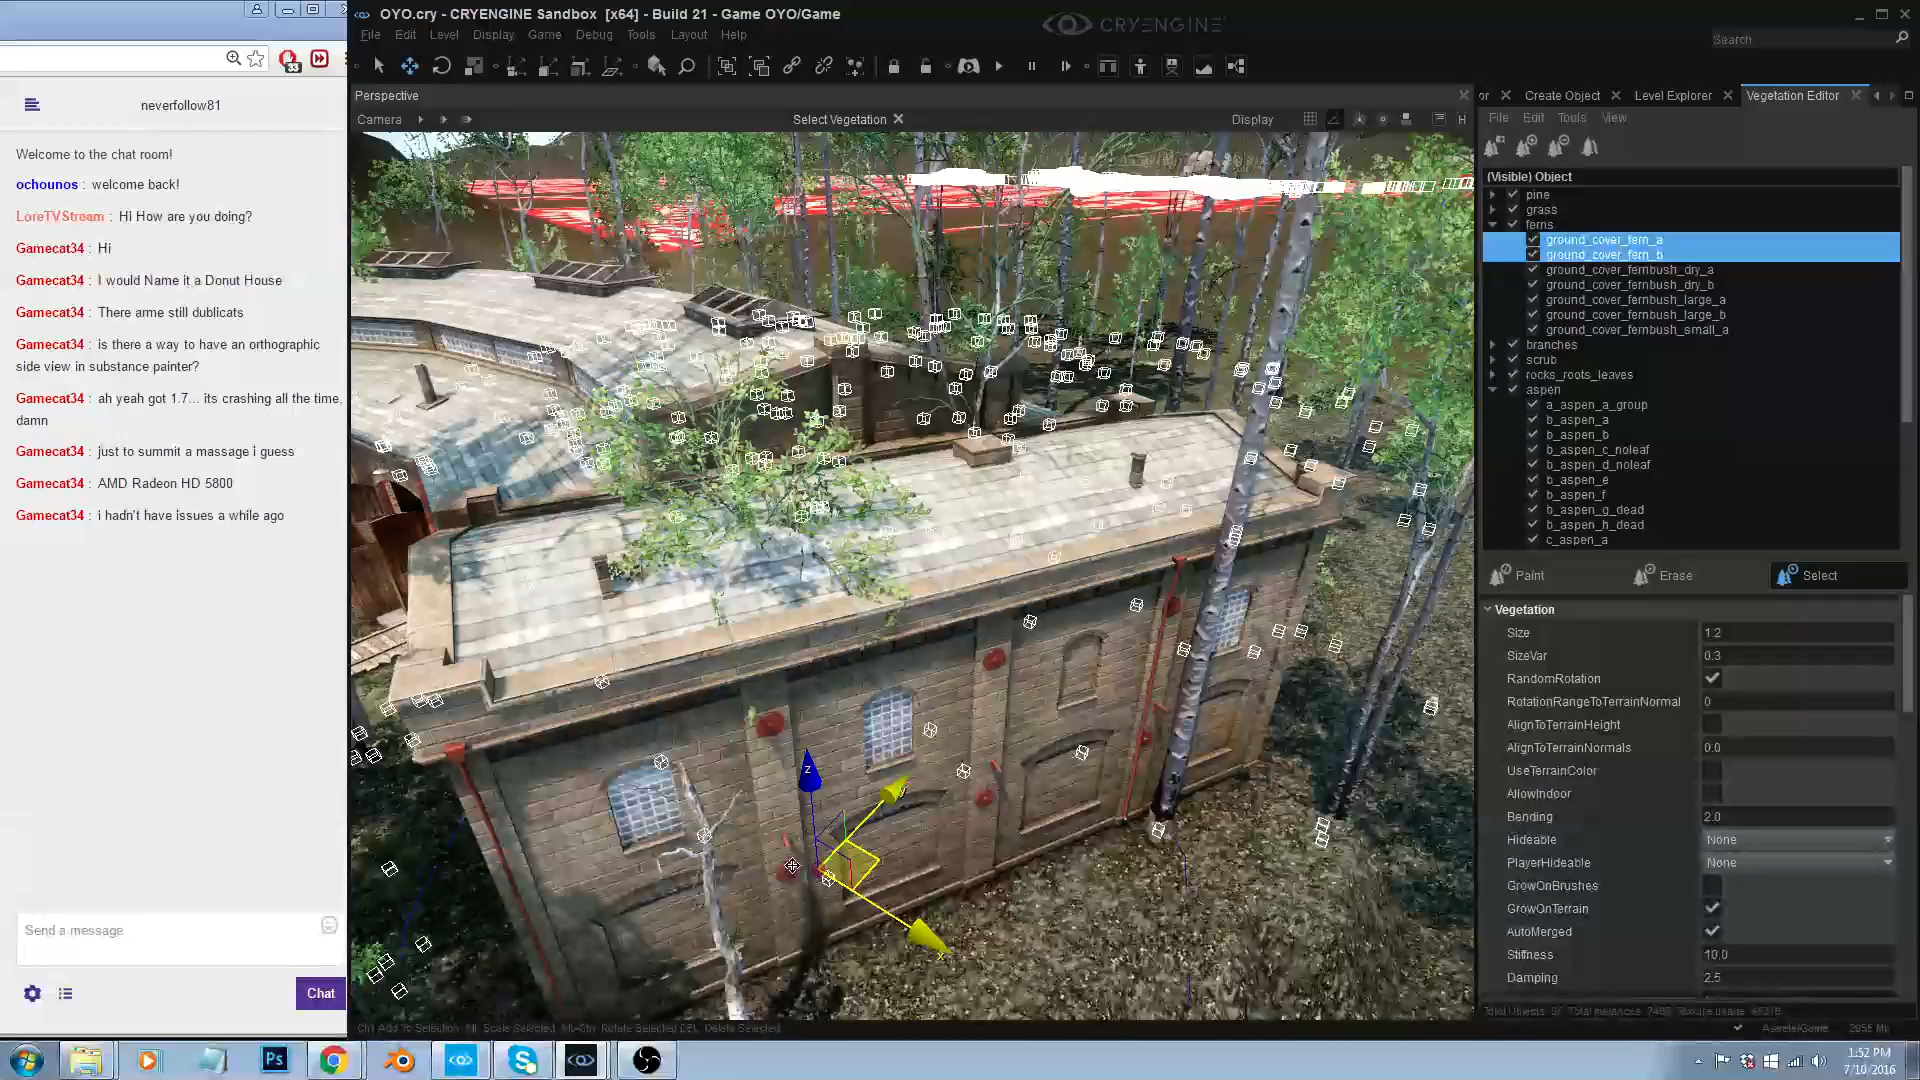 neverfollow81
Welcome to the chat room!
ochounos : welcome back!
LoreTVStream : Hi How are you doing?
Gamecat34 : Hi
Gamecat34 : I would Name it a Donut House
Gamecat34 : There arme still dublicats
Gamecat34 : is there a way to have an orthographic
side view in substance painter?
Gamecat34 : ah yeah got 1.7... its crashing all the time,
damn
Gamecat34 : just to summit a massage i guess
Gamecat34 : AMD Radeon HD 5800
Gamecat34 : i hadn't have issues a while ago
Send a message
Chat
OYO.cry - CRYENGINE Sandbox [x64] - Build 21 - Game OYO/Game
CRYENGINE
File Edit Level Display Game Debug Tools Layout Help
Search
Perspective
Camera
Select Vegetation
Display
H
or
Create Object
Level Explorer
Vegetation Editor
File Edit Tools View
(Visible) Object
pine
grass
ferns
ground_cover_fern_a
ground_cover_fern_b
ground_cover_fernbush_dry_a
ground_cover_fernbush_dry_b
ground_cover_fernbush_large_a
ground_cover_fernbush_large_b
ground_cover_fernbush_small_a
branches
scrub
rocks_roots_leaves
aspen
a_aspen_a_group
b_aspen_a
b_aspen_b
b_aspen_c_noleaf
b_aspen_d_noleaf
b_aspen_e
b_aspen_f
b_aspen_g_dead
b_aspen_h_dead
c_aspen_a
Paint
Erase
Select
Vegetation
Size 1.2
SizeVar 0.3
RandomRotation
RotationRangeToTerrainNormal 0
AlignToTerrainHeight
AlignToTerrainNormals 0.0
UseTerrainColor
AllowIndoor
Bending 2.0
Hideable None
PlayerHideable None
GrowOnBrushes
GrowOnTerrain
AutoMerged
Stiffness 10.0
Damping 2.5
z
y
x
Assets/Game
Ps
33
1:52 PM
7/10/2016